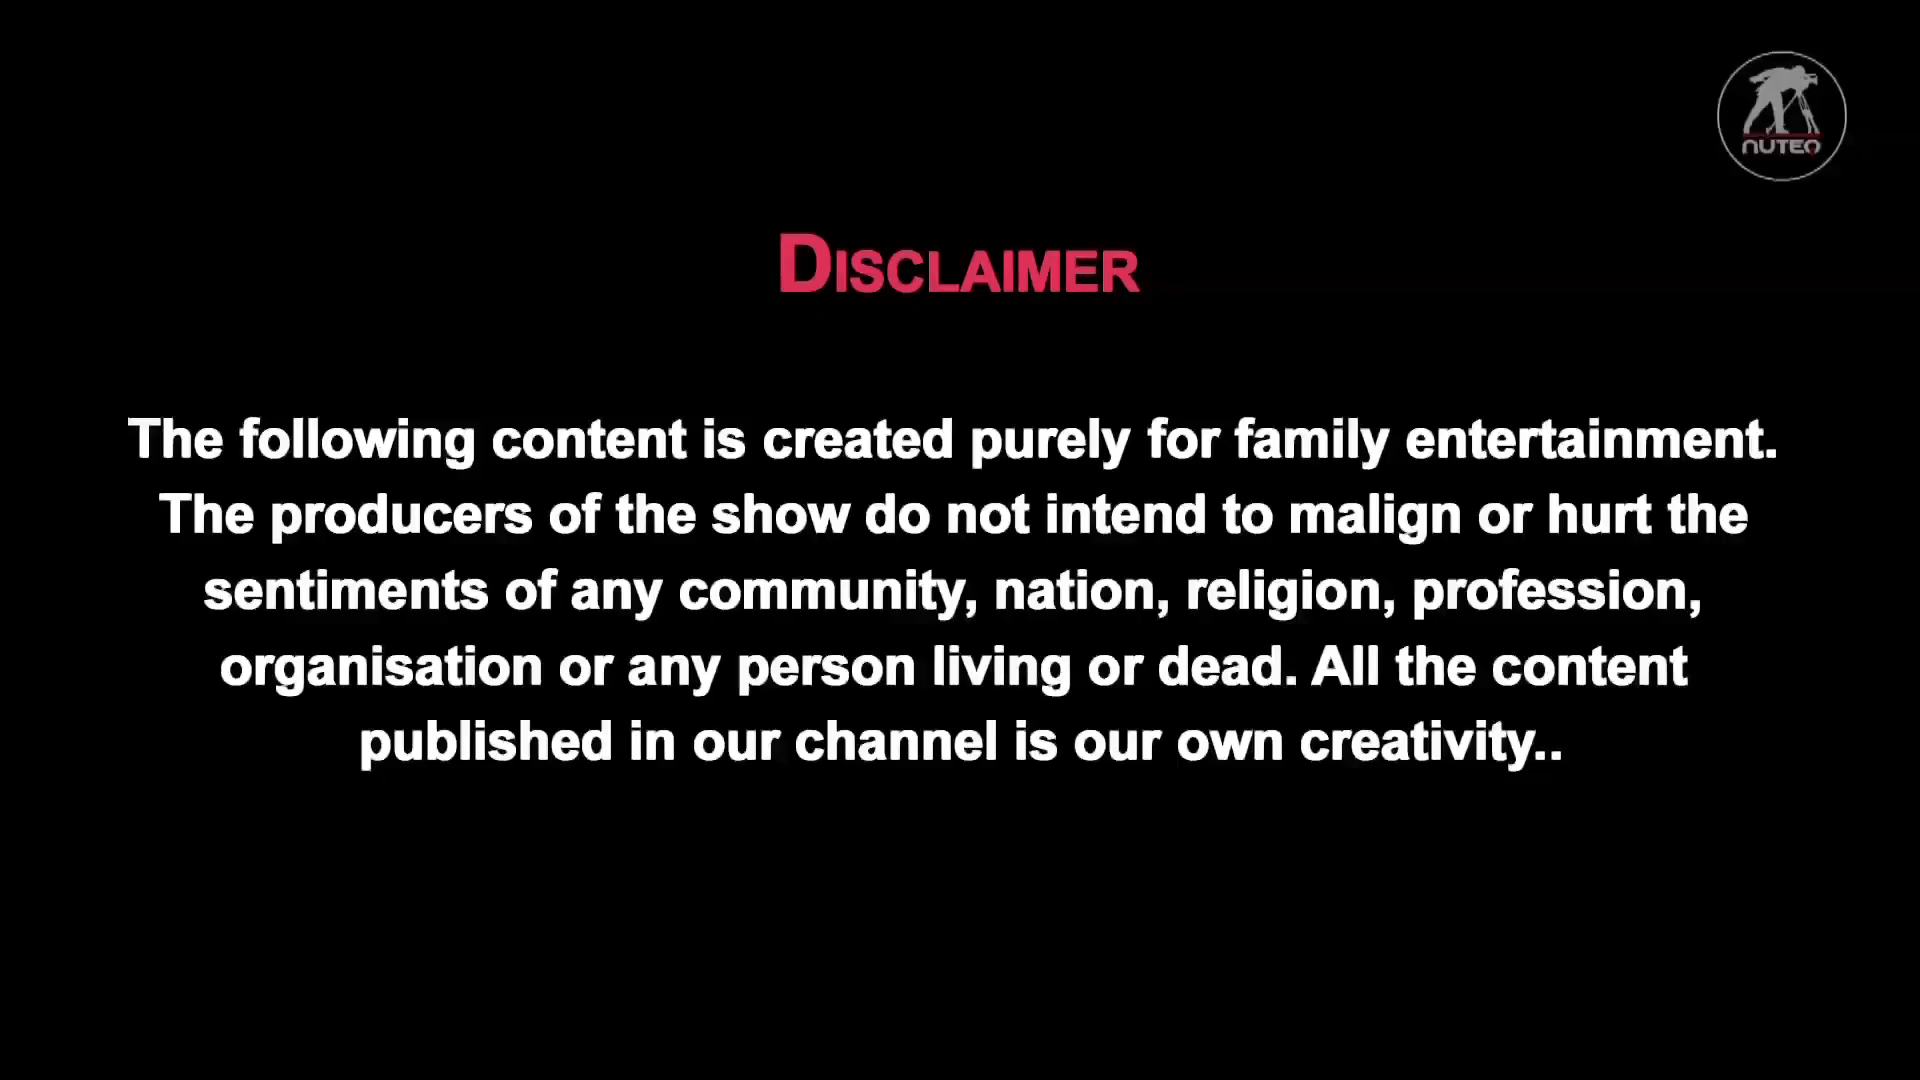 NUTEQ
DISCLAIMER
The following content is created purely for family entertainment.
The producers of the show do not intend to malign or hurt the
sentiments of any community, nation, religion, profession,
organisation or any person living or dead. All the content
published in our channel is our own creativity..